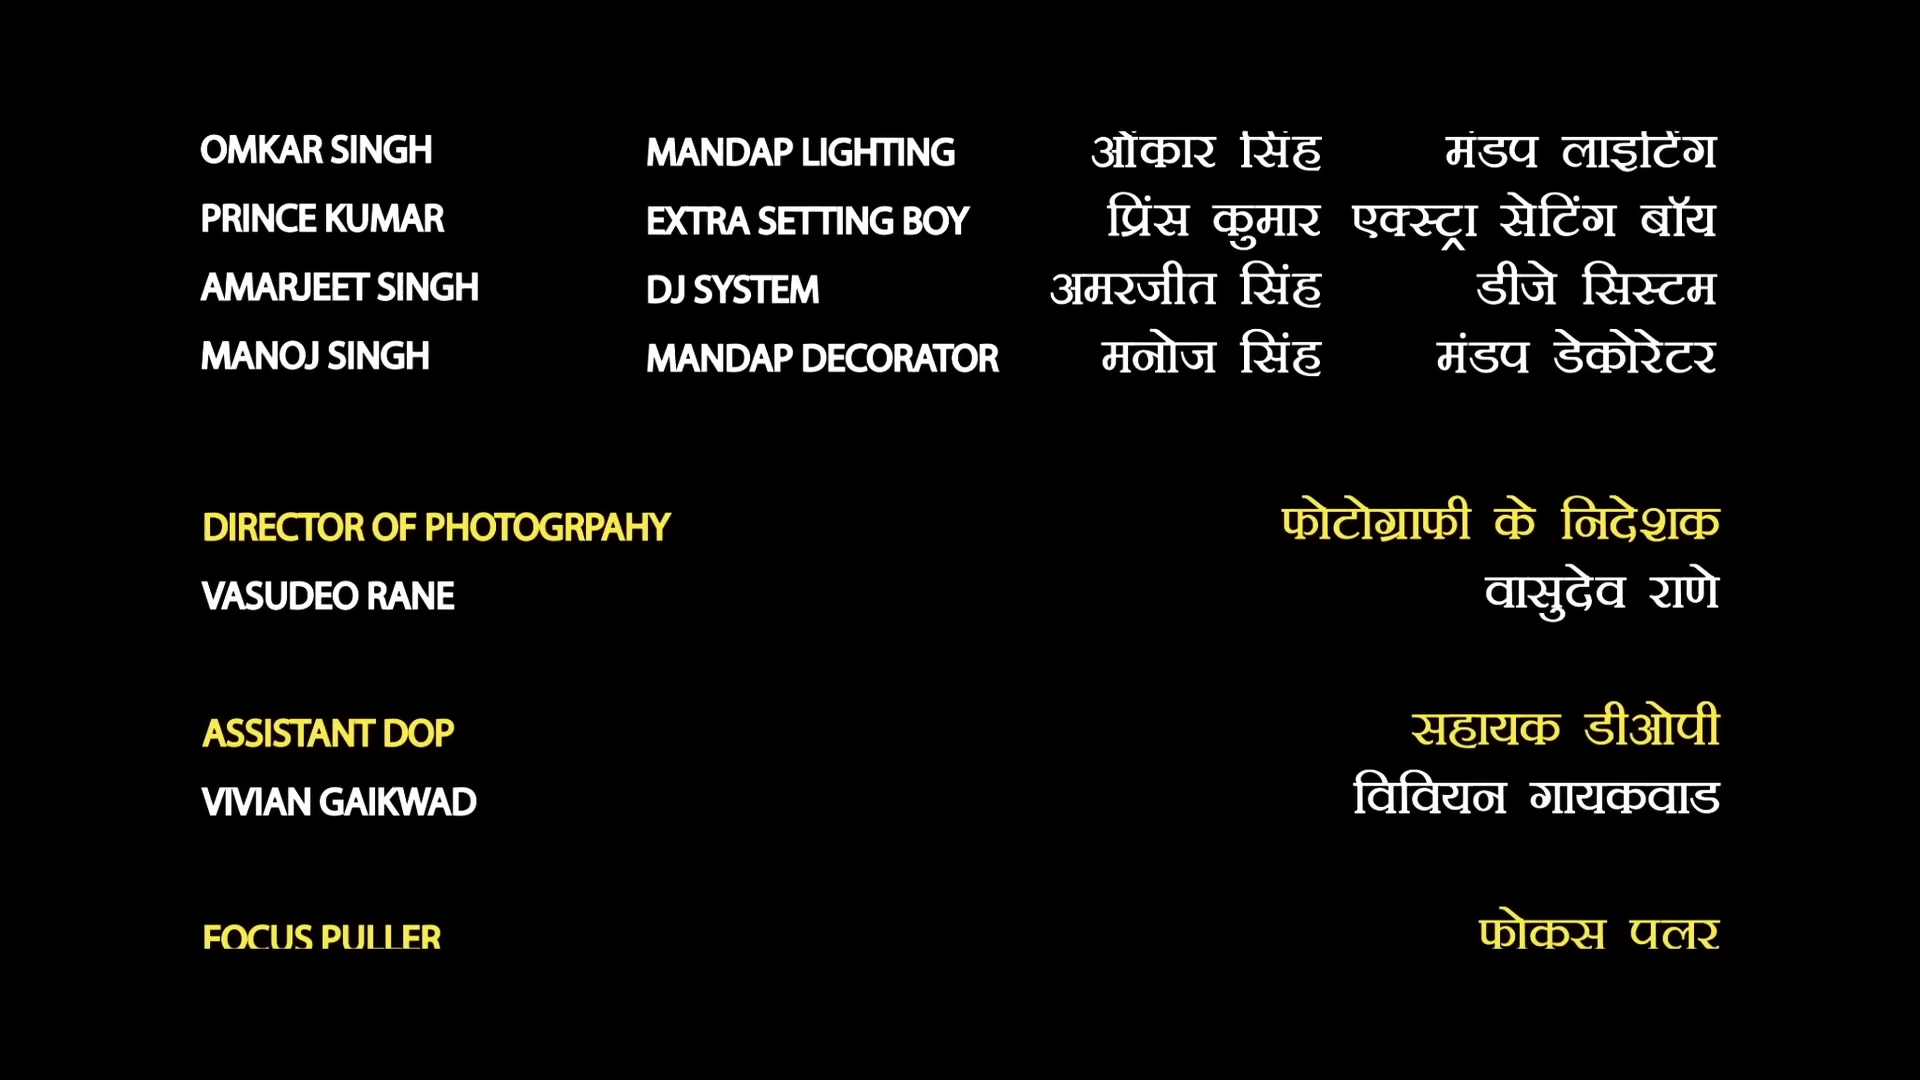 OMKAR SINGH MANDAP LIGHTING ओंकार सिंह मंडप लाइटिंग
PRINCE KUMAR EXTRA SETTING BOY प्रिंस कुमार एक्स्ट्रा सेटिंग बॉय
AMARJEET SINGH DJ SYSTEM अमरजीत सिंह डीजे सिस्टम
MANOJ SINGH MANDAP DECORATOR मनोज सिंह मंडप डेकोरेटर
DIRECTOR OF PHOTOGRPAHY फोटोग्राफी के निदेशक
VASUDEO RANE वासुदेव राणे
ASSISTANT DOP सहायक डीओपी
VIVIAN GAIKWAD विवियन गायकवाड
FOCUS PULLER फोकस पलर